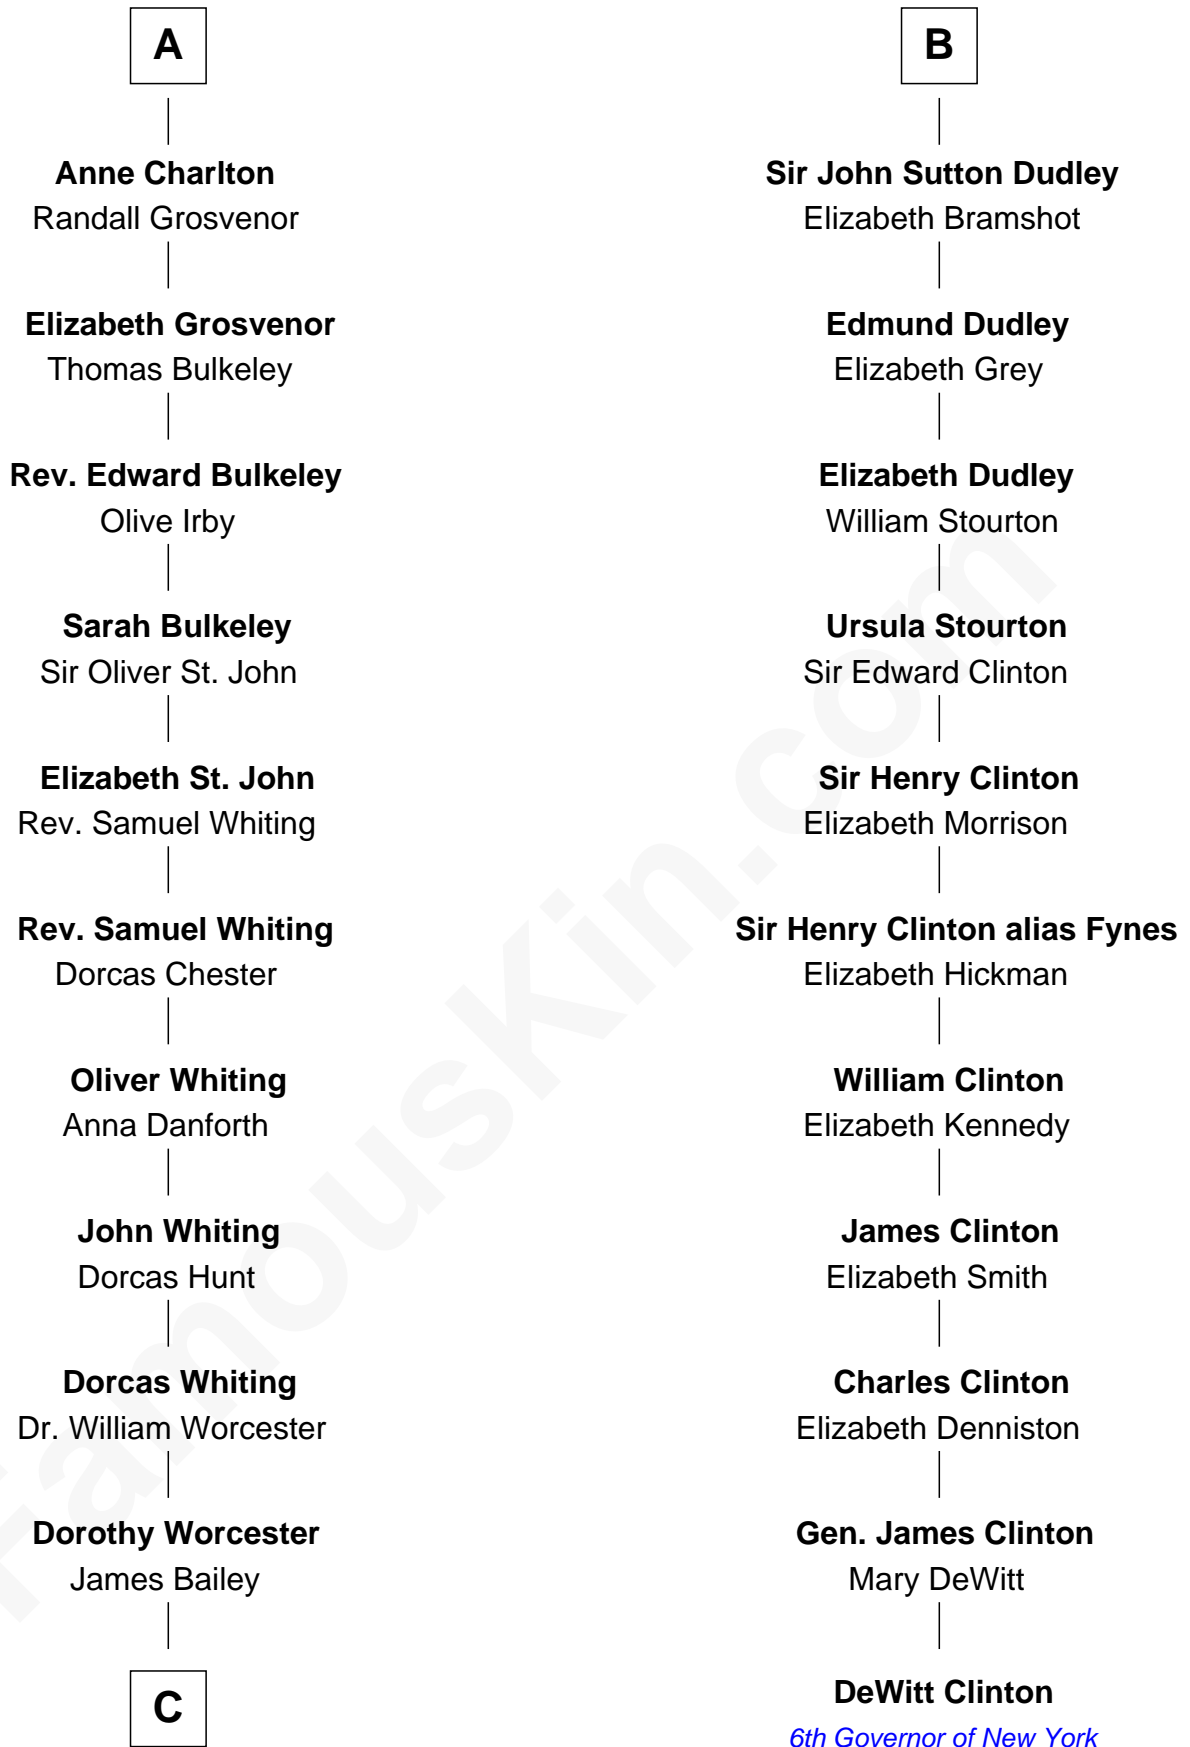 A
Anne Charlton
Randall Grosvenor
Elizabeth Grosvenor
Thomas Bulkeley
Rev. Edward Bulkeley
Olive Irby
Sarah Bulkeley
Sir Oliver St. John
Elizabeth St. John
Rev. Samuel Whiting
Rev. Samuel Whiting
Dorcas Chester
Oliver Whiting
Anna Danforth
John Whiting
Dorcas Hunt
Dorcas Whiting
Dr. William Worcester
Dorothy Worcester
James Bailey
C
B
Sir John Sutton Dudley
Elizabeth Bramshot
Edmund Dudley
Elizabeth Grey
Elizabeth Dudley
William Stourton
Ursula Stourton
Sir Edward Clinton
Sir Henry Clinton
Elizabeth Morrison
Sir Henry Clinton alias Fynes
Elizabeth Hickman
William Clinton
Elizabeth Kennedy
James Clinton
Elizabeth Smith
Charles Clinton
Elizabeth Denniston
Gen. James Clinton
Mary DeWitt
DeWitt Clinton
6th Governor of New York
FamousKin.com